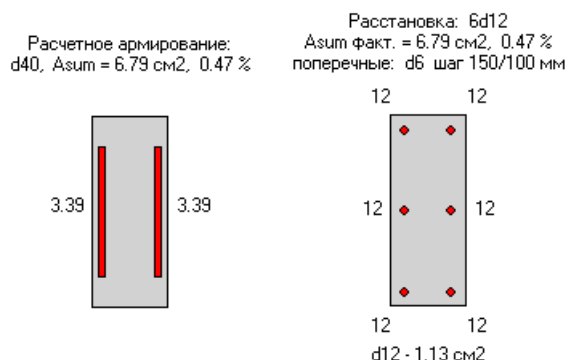 Расчетное армирование:
d40, Asum = 6.79 см2, 0.47 %
3.39
3.39
Расстановка: 6d12
Asum Факт. = 6.79 см2, 0.47 %
поперечные: d6 шаг 150/100 мм
12 12
12 12
12 12
d12 - 1.13 см2